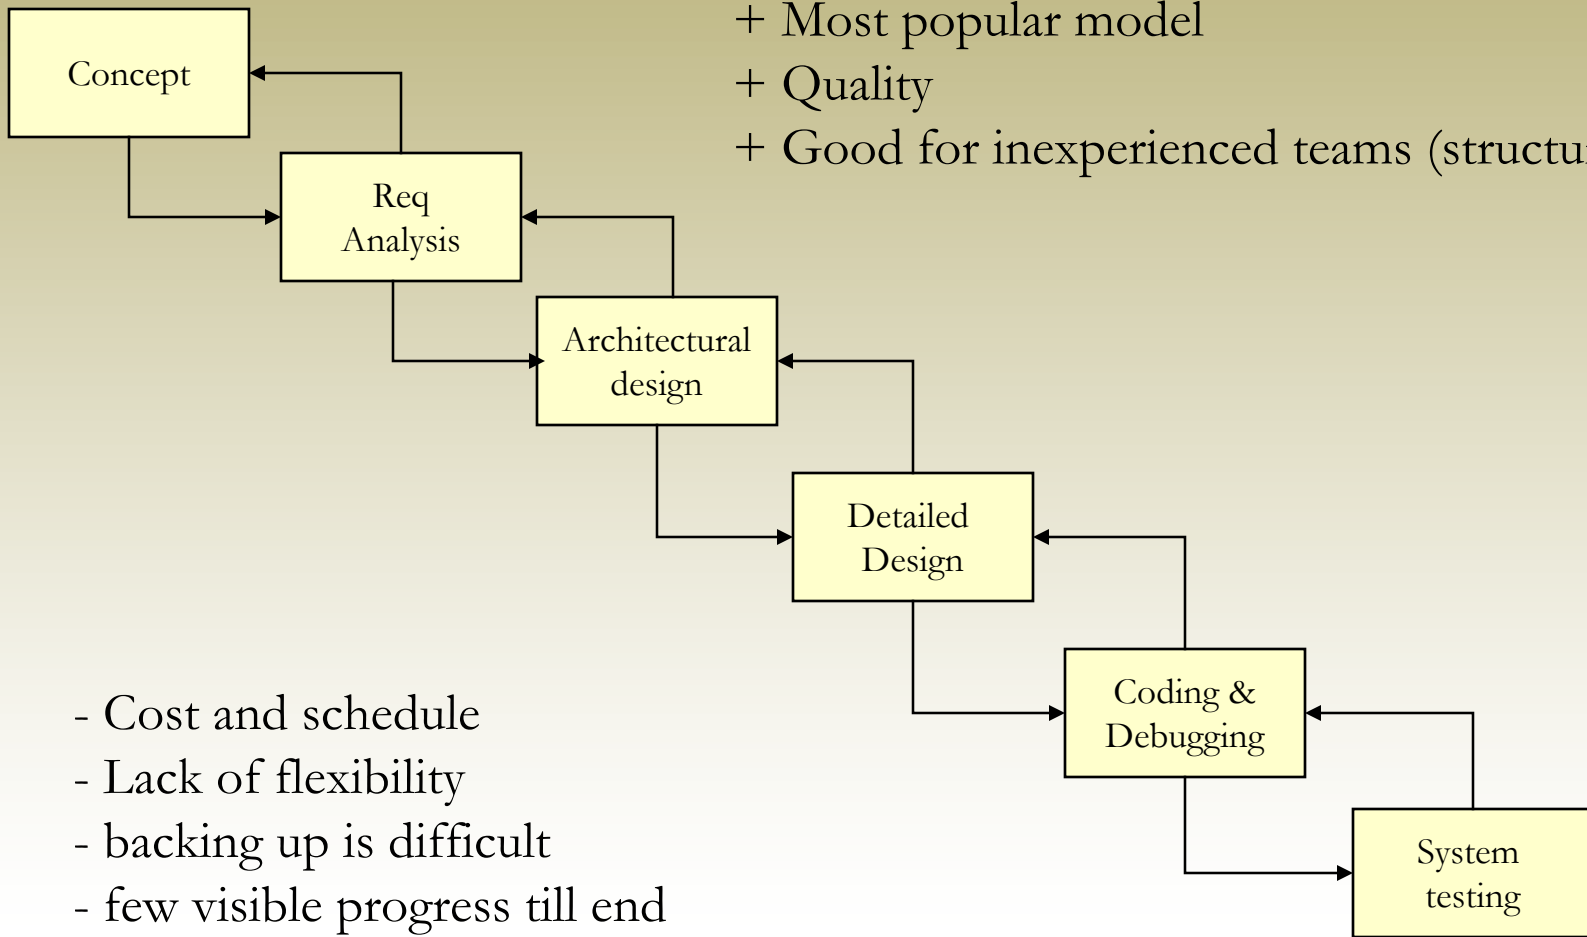 + Most popular model
+ Quality
+ Good for inexperienced teams
Concept
Req
Analysis
Architectural
design
Detailed
Design
Coding &
Debugging
System
testing
- Cost and schedule
- Lack of flexibility
- backing up is difficult
- few visible progress till end